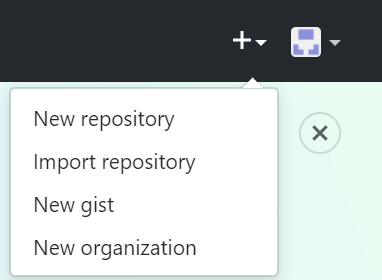 New repository
Import repository
New gist
New organization